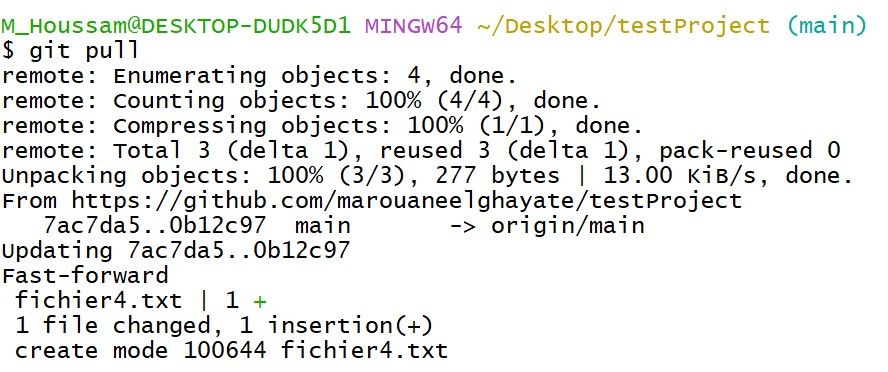 M_Houssam@DESKTOP-DUDK5D1 MINGW64 ~/Desktop/testProject (main)
$ git pull
remote: Enumerating objects: 4, done.
remote: Counting objects: 100% (4/4), done.
remote: Compressing objects: 100% (1/1), done.
remote: Total 3 (delta 1), reused 3 (delta 1), pack-reused 0
Unpacking objects: 100% (3/3), 277 bytes | 13.00 KiB/s, done.
From https://github.com/marouaneelghayate/testProject
   7ac7da5..0b12c97  main       -> origin/main
Updating 7ac7da5..0b12c97
Fast-forward
 fichier4.txt | 1 +
 1 file changed, 1 insertion(+)
 create mode 100644 fichier4.txt